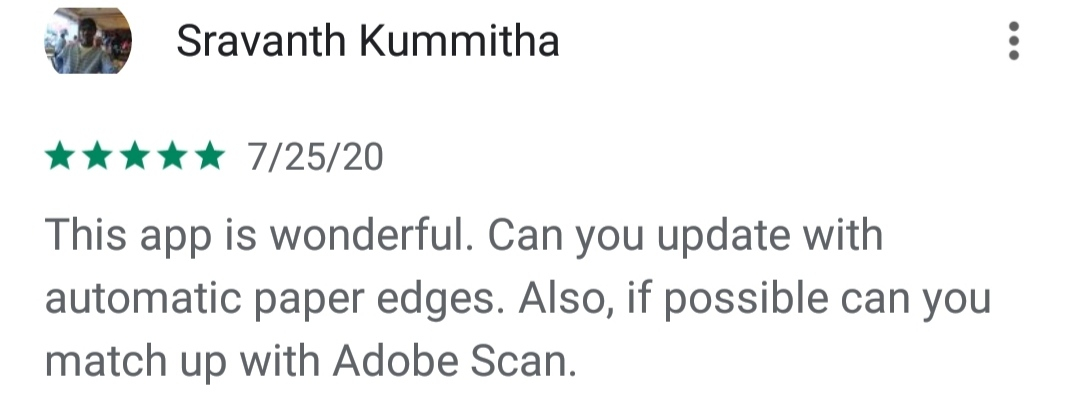 Sravanth Kummitha
7/25/20
This app is wonderful. Can you update with
automatic paper edges. Also, if possible can you
match up with Adobe Scan.